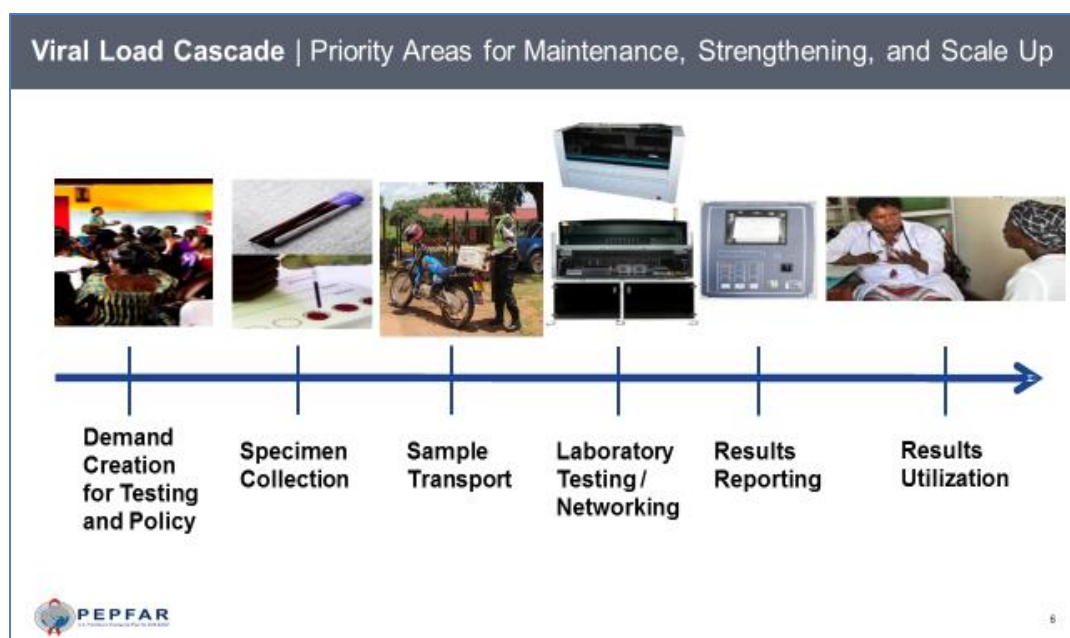 Viral Load Cascade | Priority Areas for Maintenance, Strengthening, and Scale Up
Demand
Creation
for Testing
and Policy
Specimen
Collection
Sample
Transport
Laboratory
Testing /
Networking
Results
Reporting
Results
Utilization
PEPFAR
6